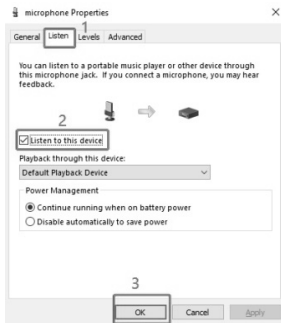 microphone Properties
1
General Listen Levels Advanced
You can listen to a portable music player or other device through
this microphone jack. If you connect a microphone, you may hear
feedback.
2
Listen to this device
Playback through this device:
Default Playback Device
Power Management
Continue running when on battery power
Disable automatically to save power
3
OK Cancel Apply